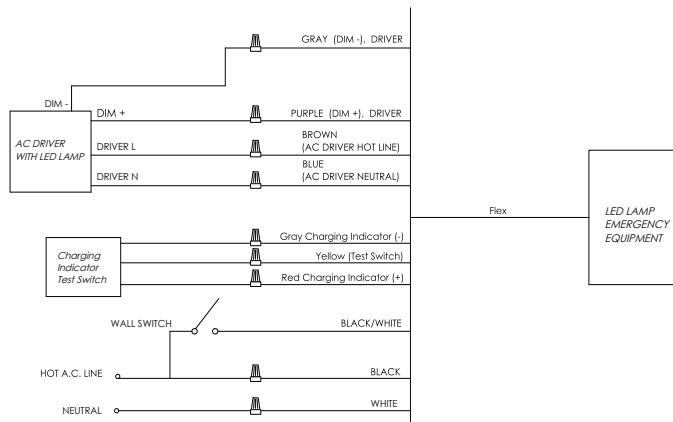 GRAY (DIM -), DRIVER
DIM -
DIM +
PURPLE (DIM +), DRIVER
AC DRIVER
WITH LED LAMP
DRIVER L
BROWN
(AC DRIVER HOT LINE)
DRIVER N
BLUE
(AC DRIVER NEUTRAL)
Flex
LED LAMP
EMERGENCY
EQUIPMENT
Charging
Indicator
Test Switch
Gray Charging Indicator (-)
Yellow (Test Switch)
Red Charging Indicator (+)
WALL SWITCH
BLACK/WHITE
HOT A.C. LINE
BLACK
NEUTRAL
WHITE